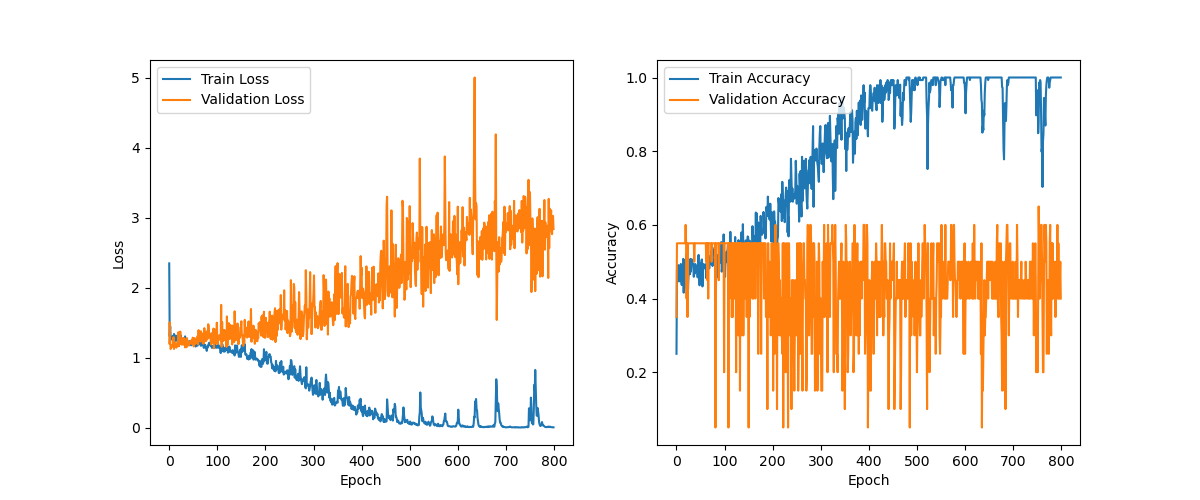 Train Loss
Validation Loss
Loss
5
4
3
2
1
0
0 100 200 300 400 500 600 700 800
Epoch
Train Accuracy
Validation Accuracy
Accuracy
1.0
0.8
0.6
0.4
0.2
0 100 200 300 400 500 600 700 800
Epoch